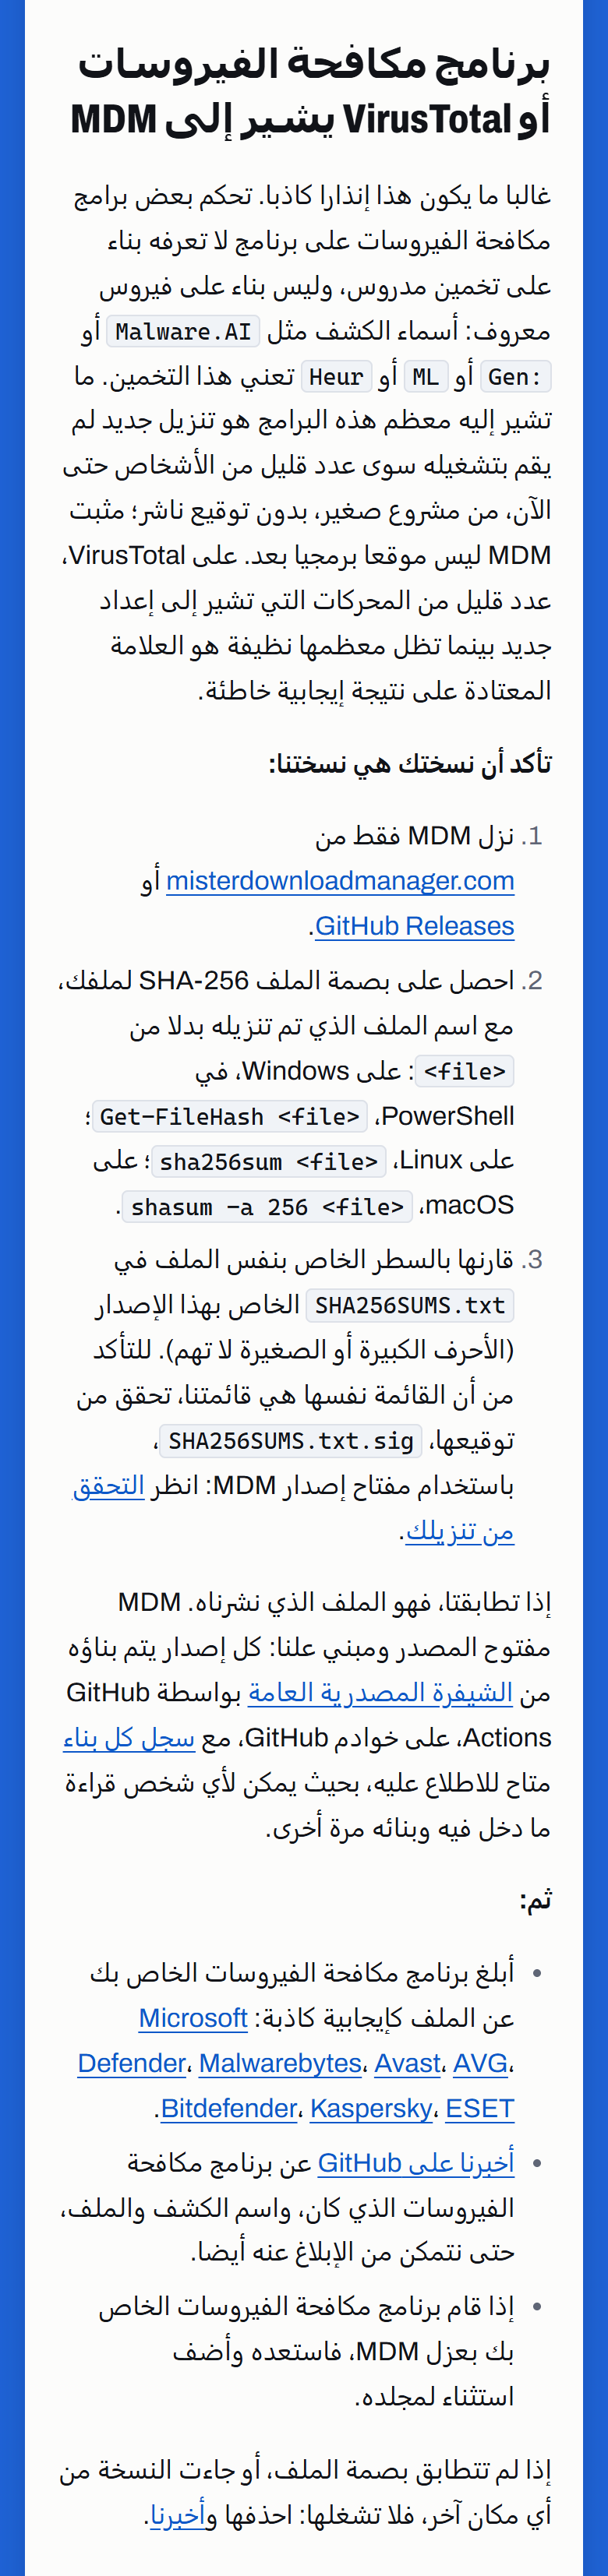 برنامج مكافحة الفيروسات
أو VirusTotal يشير إلى MDM
غالبا ما يكون هذا إنذارا كاذبا. تحكم بعض برامج
مكافحة الفيروسات على برنامج لا تعرفه بناء
على تخمين مدروس، وليس بناء على فيروس
معروف: أسماء الكشف مثل Malware.AI أو
Gen: أو ML أو Heur تعني هذا التخمين. ما
تشير إليه معظم هذه البرامج هو تنزيل جديد لم
يقم بتشغيله سوى عدد قليل من الأشخاص حتى
الآن، من مشروع صغير، بدون توقيع ناشر؛ مثبت
MDM ليس موقعا برمجيا بعد. على VirusTotal،
عدد قليل من المحركات التي تشير إلى إعداد
جديد بينما تظل معظمها نظيفة هو العلامة
المعتادة على نتيجة إيجابية خاطئة.
تأكد أن نسختك هي نسختنا:
1. نزل MDM فقط من
misterdownloadmanager.com أو
GitHub Releases.
2. احصل على بصمة الملف SHA-256 لملفك،
مع اسم الملف الذي تم تنزيله بدلا من
<file>: على Windows، في
PowerShell، Get-FileHash <file>؛
على Linux، sha256sum <file>؛ على
macOS، shasum -a 256 <file>.
3. قارنها بالسطر الخاص بنفس الملف في
SHA256SUMS.txt الخاص بهذا الإصدار
(الأحرف الكبيرة أو الصغيرة لا تهم). للتأكد
من أن القائمة نفسها هي قائمتنا، تحقق من
توقيعها، SHA256SUMS.txt.sig،
باستخدام مفتاح إصدار MDM: انظر التحقق
من تنزيلك.
إذا تطابقتا، فهو الملف الذي نشرناه. MDM
مفتوح المصدر ومبني علنا: كل إصدار يتم بناؤه
من الشيفرة المصدرية العامة بواسطة GitHub
Actions، على خوادم GitHub، مع سجل كل بناء
متاح للاطلاع عليه، بحيث يمكن لأي شخص قراءة
ما دخل فيه وبنائه مرة أخرى.
ثم:
• أبلغ برنامج مكافحة الفيروسات الخاص بك
عن الملف كإيجابية كاذبة: Microsoft
Defender، Malwarebytes، Avast، AVG،
Bitdefender، Kaspersky، ESET.
• أخبرنا على GitHub عن برنامج مكافحة
الفيروسات الذي كان، واسم الكشف والملف،
حتى نتمكن من الإبلاغ عنه أيضا.
• إذا قام برنامج مكافحة الفيروسات الخاص
بك بعزل MDM، فاستعده وأضف
استثناء لمجلده.
إذا لم تتطابق بصمة الملف، أو جاءت النسخة من
أي مكان آخر، فلا تشغلها: احذفها وأخبرنا.